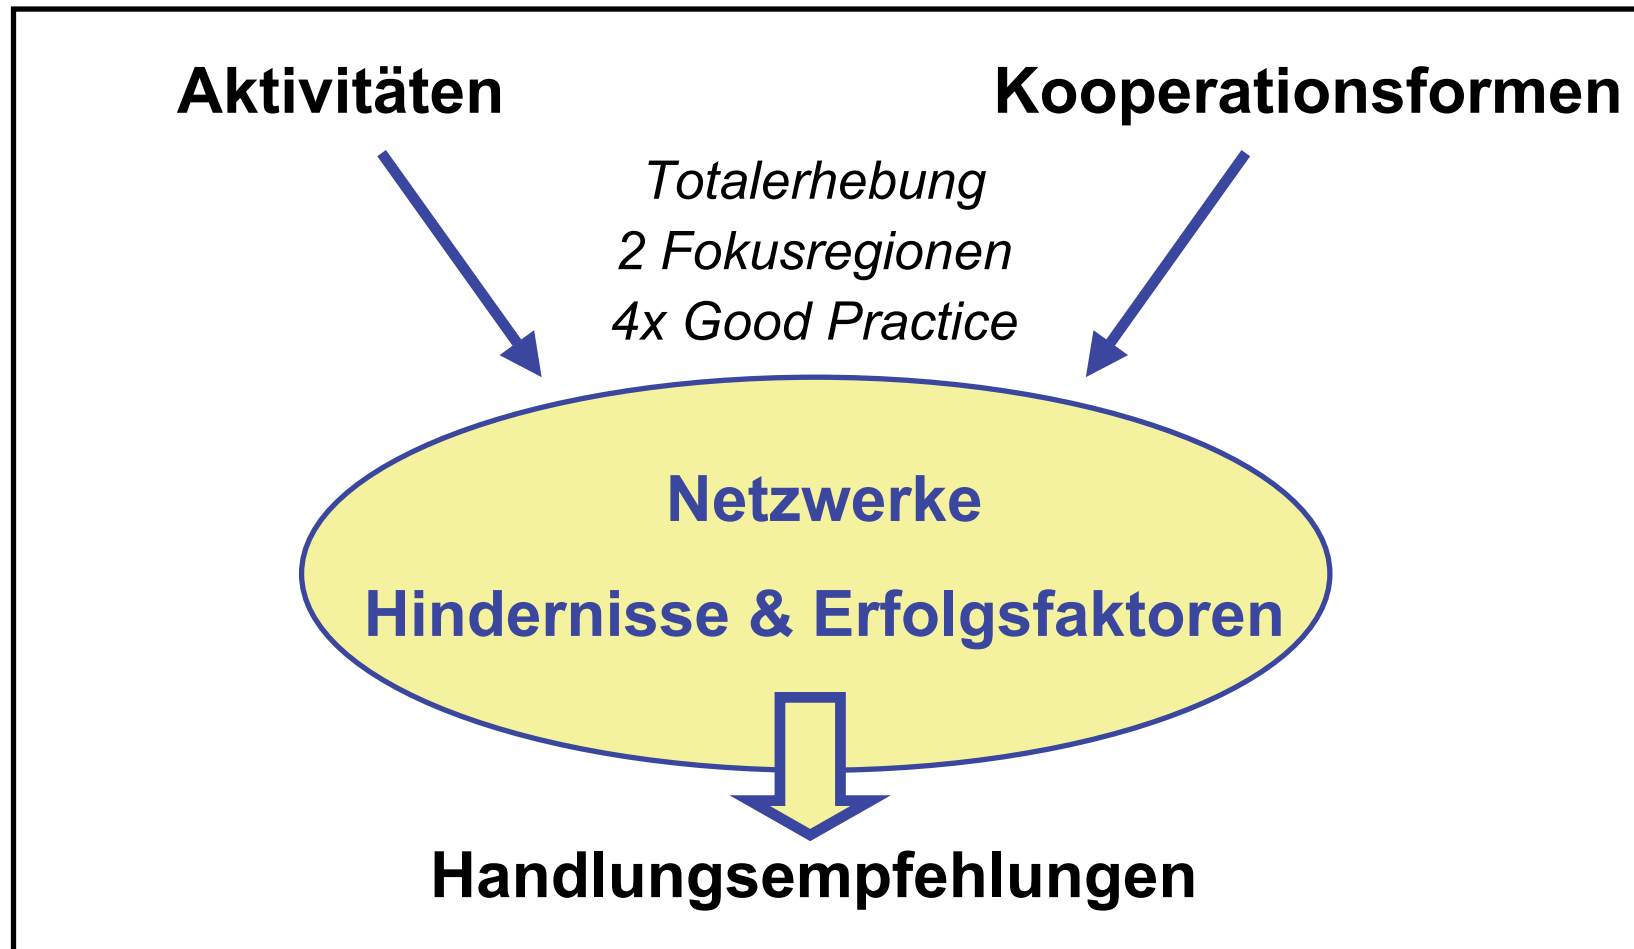 Aktivitäten
Kooperationsformen
Totalerhebung
2 Fokusregionen
4x Good Practice
Netzwerke
Hindernisse & Erfolgsfaktoren
Handlungsempfehlungen